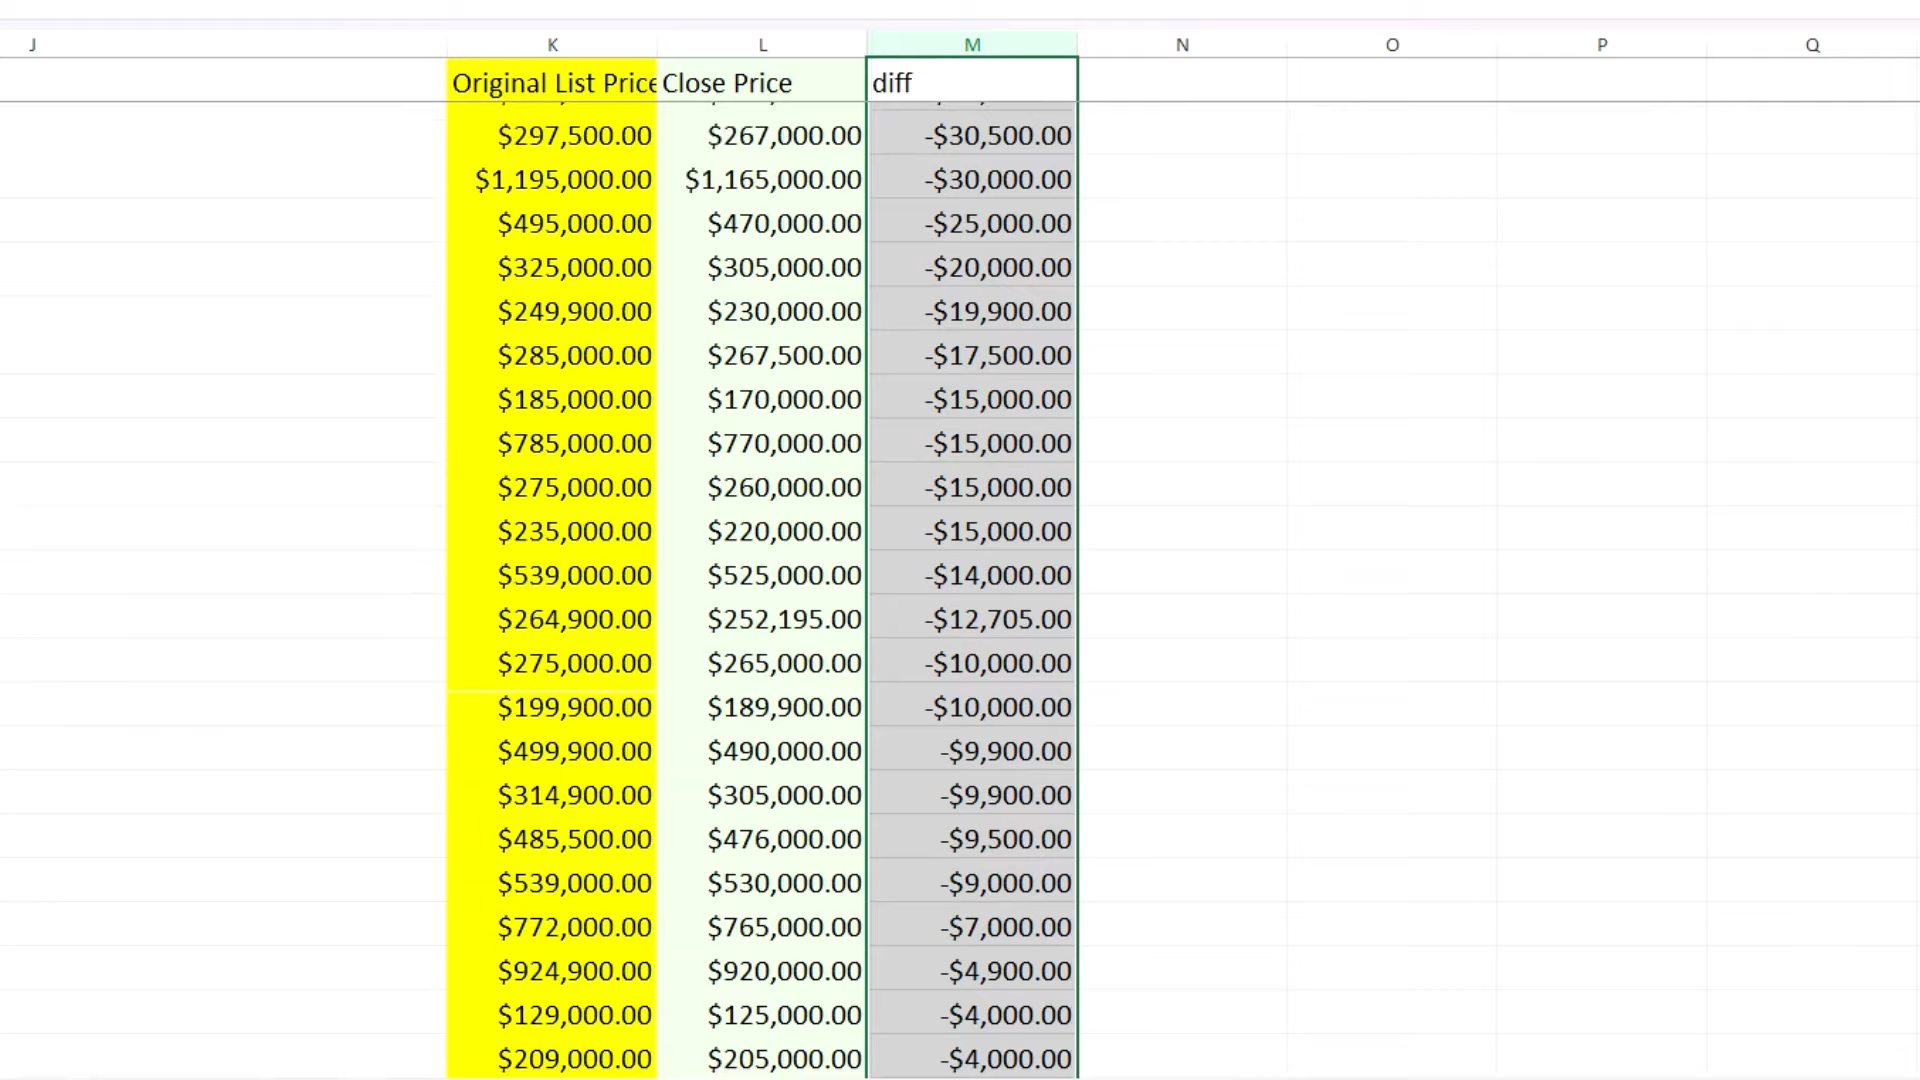 J K L M N O P Q
Original List Price Close Price diff
$297,500.00 $267,000.00 -$30,500.00
$1,195,000.00 $1,165,000.00 -$30,000.00
$495,000.00 $470,000.00 -$25,000.00
$325,000.00 $305,000.00 -$20,000.00
$249,900.00 $230,000.00 -$19,900.00
$285,000.00 $267,500.00 -$17,500.00
$185,000.00 $170,000.00 -$15,000.00
$785,000.00 $770,000.00 -$15,000.00
$275,000.00 $260,000.00 -$15,000.00
$235,000.00 $220,000.00 -$15,000.00
$539,000.00 $525,000.00 -$14,000.00
$264,900.00 $252,195.00 -$12,705.00
$275,000.00 $265,000.00 -$10,000.00
$199,900.00 $189,900.00 -$10,000.00
$499,900.00 $490,000.00 -$9,900.00
$314,900.00 $305,000.00 -$9,900.00
$485,500.00 $476,000.00 -$9,500.00
$539,000.00 $530,000.00 -$9,000.00
$772,000.00 $765,000.00 -$7,000.00
$924,900.00 $920,000.00 -$4,900.00
$129,000.00 $125,000.00 -$4,000.00
$209,000.00 $205,000.00 -$4,000.00